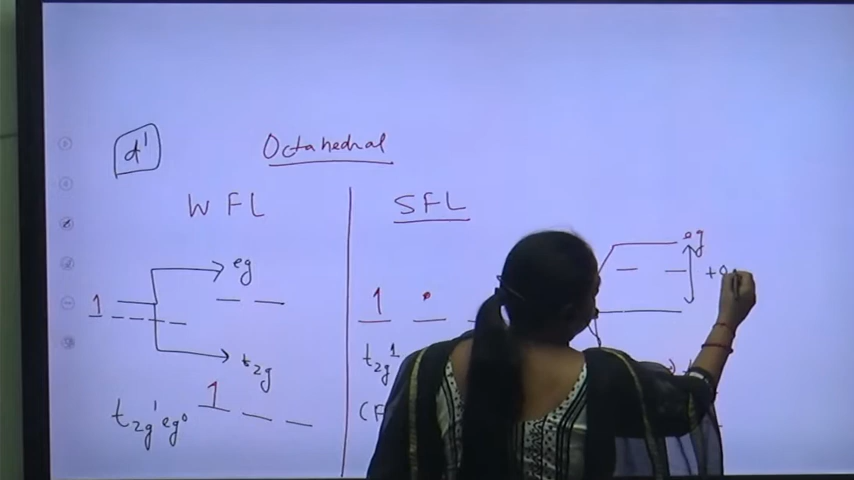 d¹
Octahedral
WFL
SFL
eg
eg
1
1
t₂g
t₂g¹
1
t₂g¹eg⁰
(F